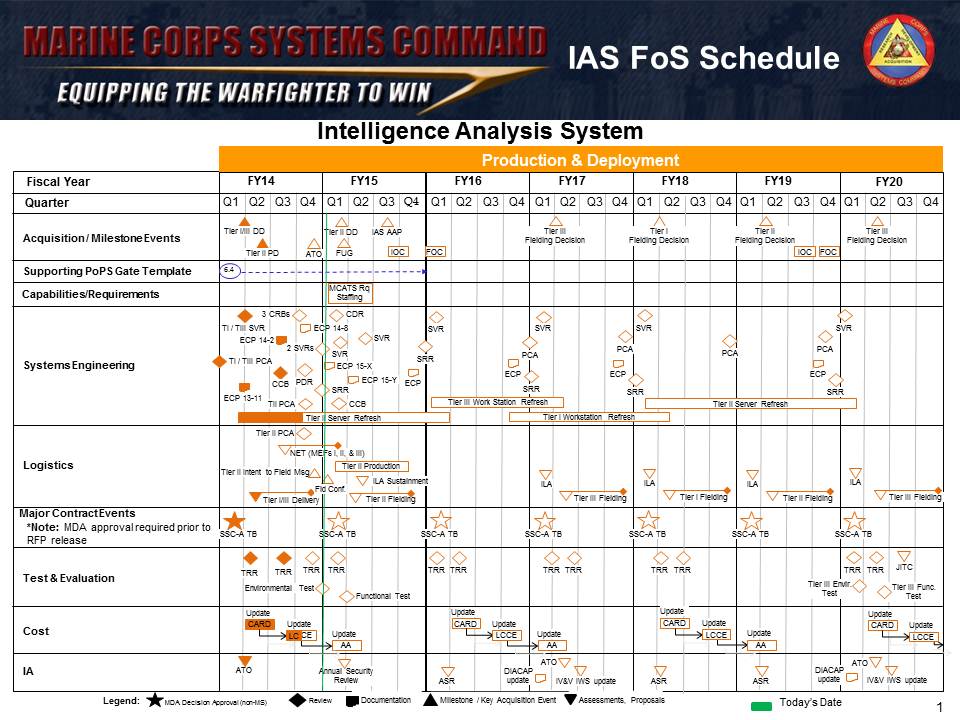 MARINE CORPS SYSTEMS COMMAND
EQUIPPING THE WARFIGHTER TO WIN
IAS FoS Schedule
MARINE CORPS
ACQUISITION
SYSTEMS COMMAND
Intelligence Analysis System
Production & Deployment
Fiscal Year FY14 FY15 FY16 FY17 FY18 FY19 FY20
Quarter Q1 Q2 Q3 Q4 Q1 Q2 Q3 Q4 Q1 Q2 Q3 Q4 Q1 Q2 Q3 Q4 Q1 Q2 Q3 Q4 Q1 Q2 Q3 Q4 Q1 Q2 Q3 Q4
Acquisition / Milestone Events
Tier I/III DD Tier II DD IAS AAP Tier III Tier I Tier II Tier III
Fielding Decision Fielding Decision Fielding Decision Fielding Decision
Tier II PD ATO FUG IOC FOC IOC FOC
Supporting PoPS Gate Template 6.4
Capabilities/Requirements MCATS Rq
Staffing
Systems Engineering
3 CRBs CDR
TI / TIII SVR ECP 14-8 SVR SVR SVR SVR
ECP 14-2 2 SVRs SVR
SVR PCA PCA PCA PCA
TI / TIII PCA ECP 15-X SRR
CCB PDR ECP 15-Y ECP ECP ECP ECP
ECP 13-11 SRR SRR SRR SRR
TII PCA CCB Tier III Work Station Refresh Tier II Server Refresh
Tier II Server Refresh Tier I Workstation Refresh
Logistics
Tier II PCA
NET (MEFs I, II, & III)
Tier II Intent to Field Msg Tier II Production
Fld Conf. ILA Sustainment ILA ILA ILA ILA
Tier I/III Delivery Tier II Fielding Tier III Fielding Tier I Fielding Tier II Fielding Tier III Fielding
Major Contract Events
*Note: MDA approval required prior to
RFP release
SSC-A TB SSC-A TB SSC-A TB SSC-A TB SSC-A TB SSC-A TB SSC-A TB
Test & Evaluation
TRR TRR TRR TRR TRR TRR TRR TRR TRR TRR TRR TRR JITC
Environmental Test Functional Test
Tier III Envir.
Test
Tier III Func.
Test
Cost
Update Update Update Update
CARD CARD CARD CARD
Update Update Update Update
LCCE LCCE LCCE LCCE
Update Update Update
AA AA AA
IA
ATO Annual Security
Review
ASR DIACAP
update
ATO IV&V IWS update ASR ASR DIACAP
update
ATO IV&V IWS update
Legend: MDA Decision Approval (non-MS) Review Documentation Milestone / Key Acquisition Event Assessments, Proposals Today's Date
1